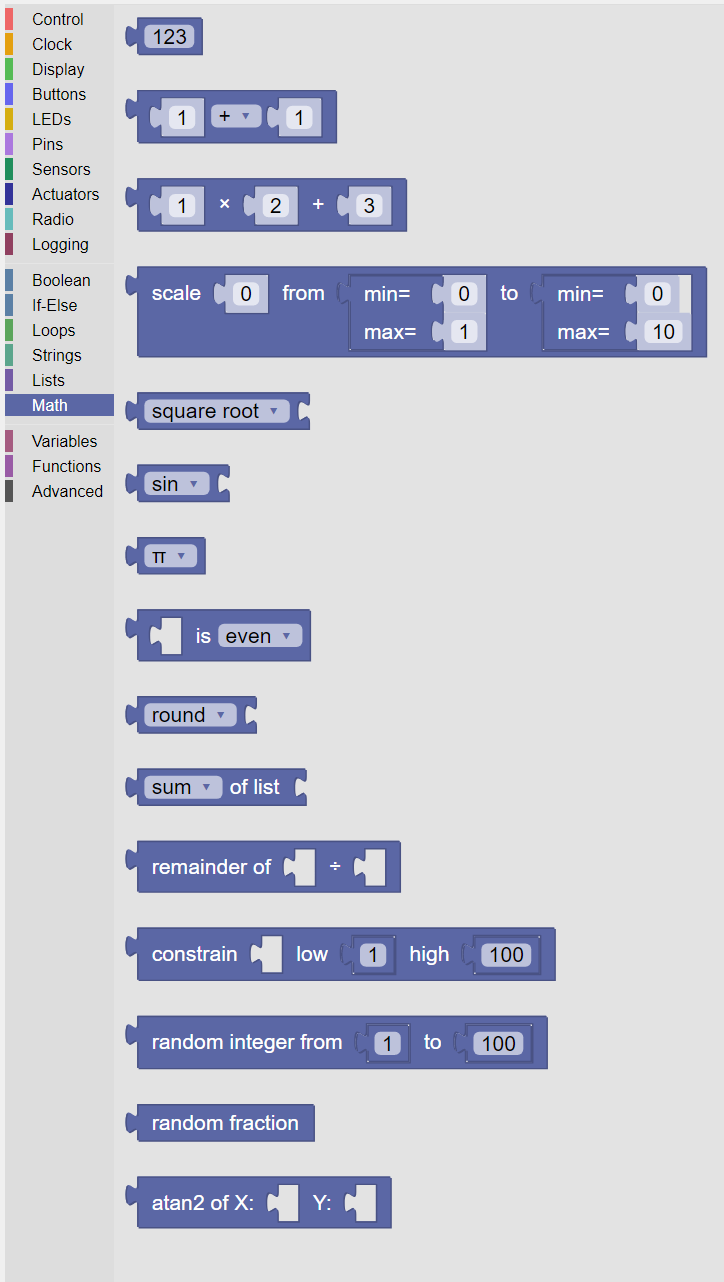 Control
Clock
Display
Buttons
LEDs
Pins
Sensors
Actuators
Radio
Logging
Boolean
If-Else
Loops
Strings
Lists
Math
Variables
Functions
Advanced
123
1 + 1
1 × 2 + 3
scale 0 from min= 0 to min= 0
max= 1 max= 10
square root
sin
π
is even
round
sum of list
remainder of ÷
constrain low 1 high 100
random integer from 1 to 100
random fraction
atan2 of X: Y: